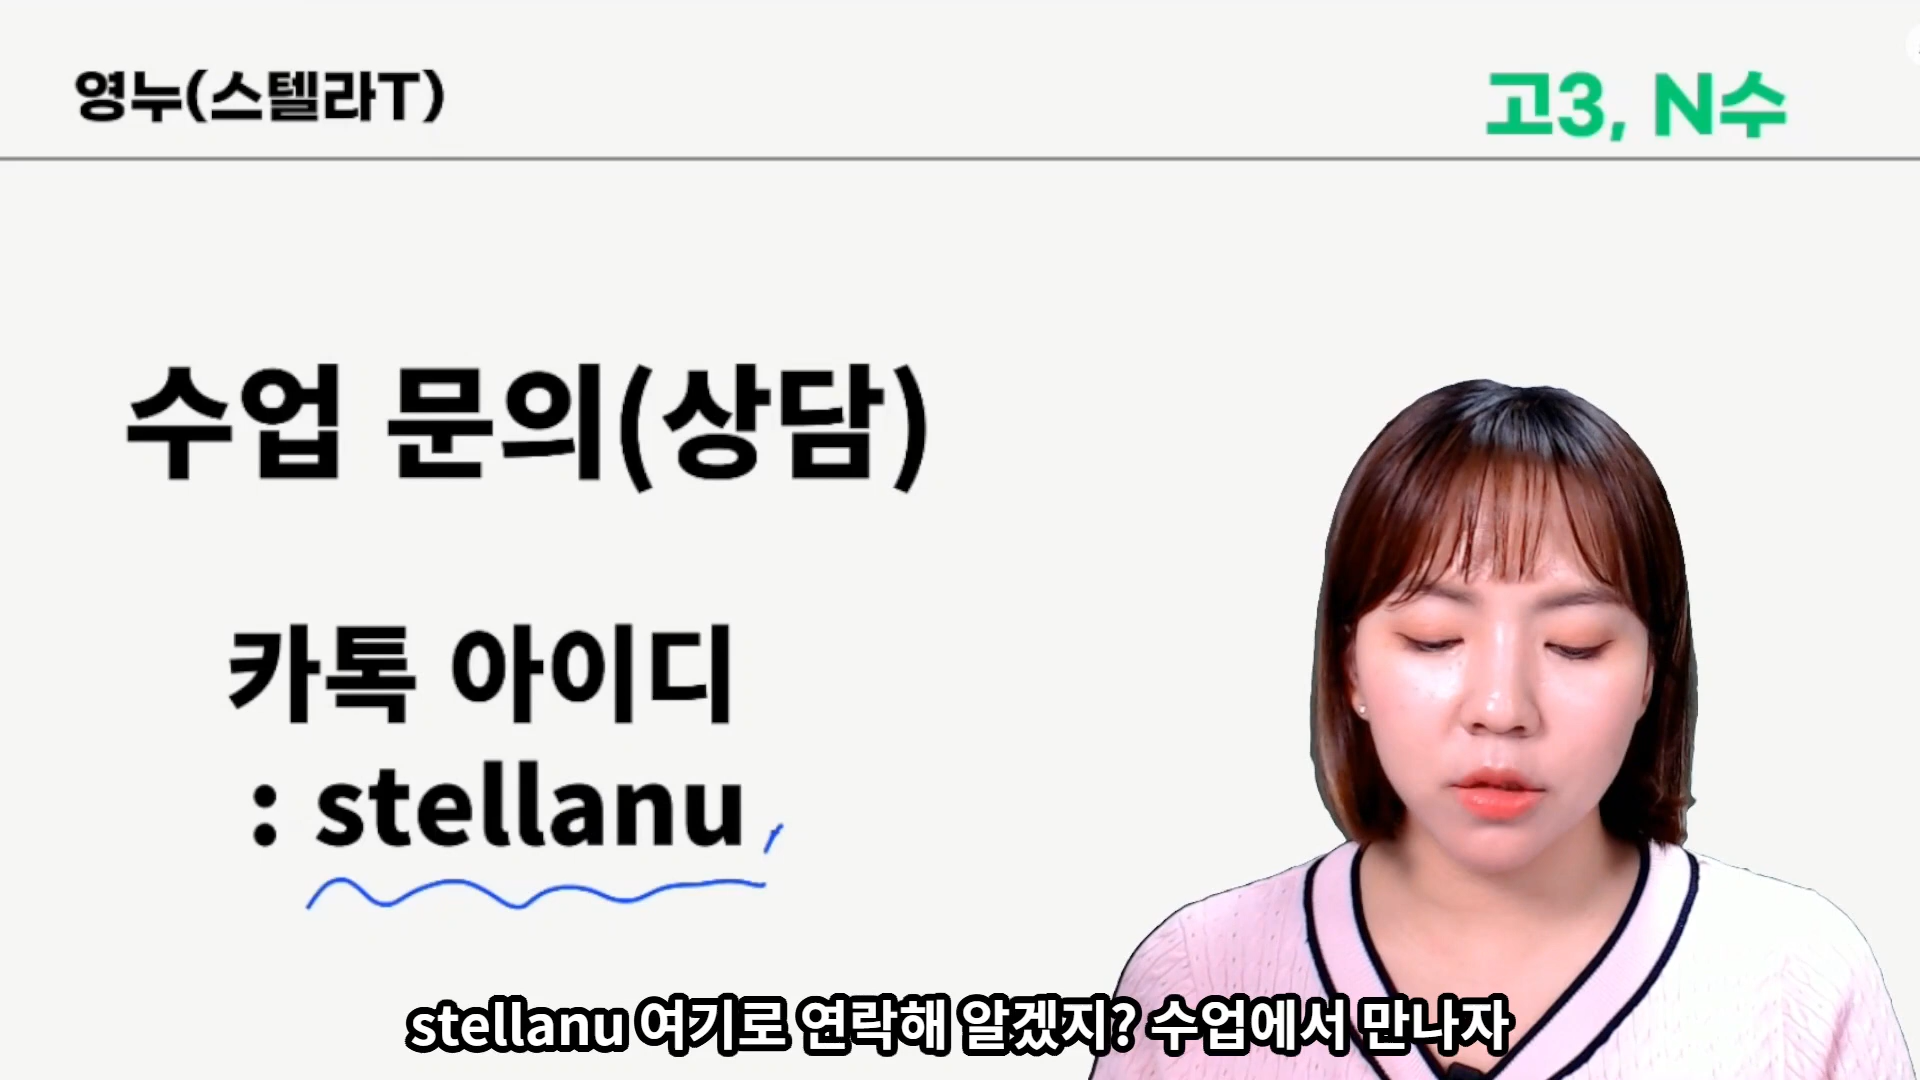 영누(스텔라T)
고3, N수
수업 문의(상담)
카톡 아이디
: stellanu
stellanu 여기로 연락해 알겠지? 수업에서 만나자